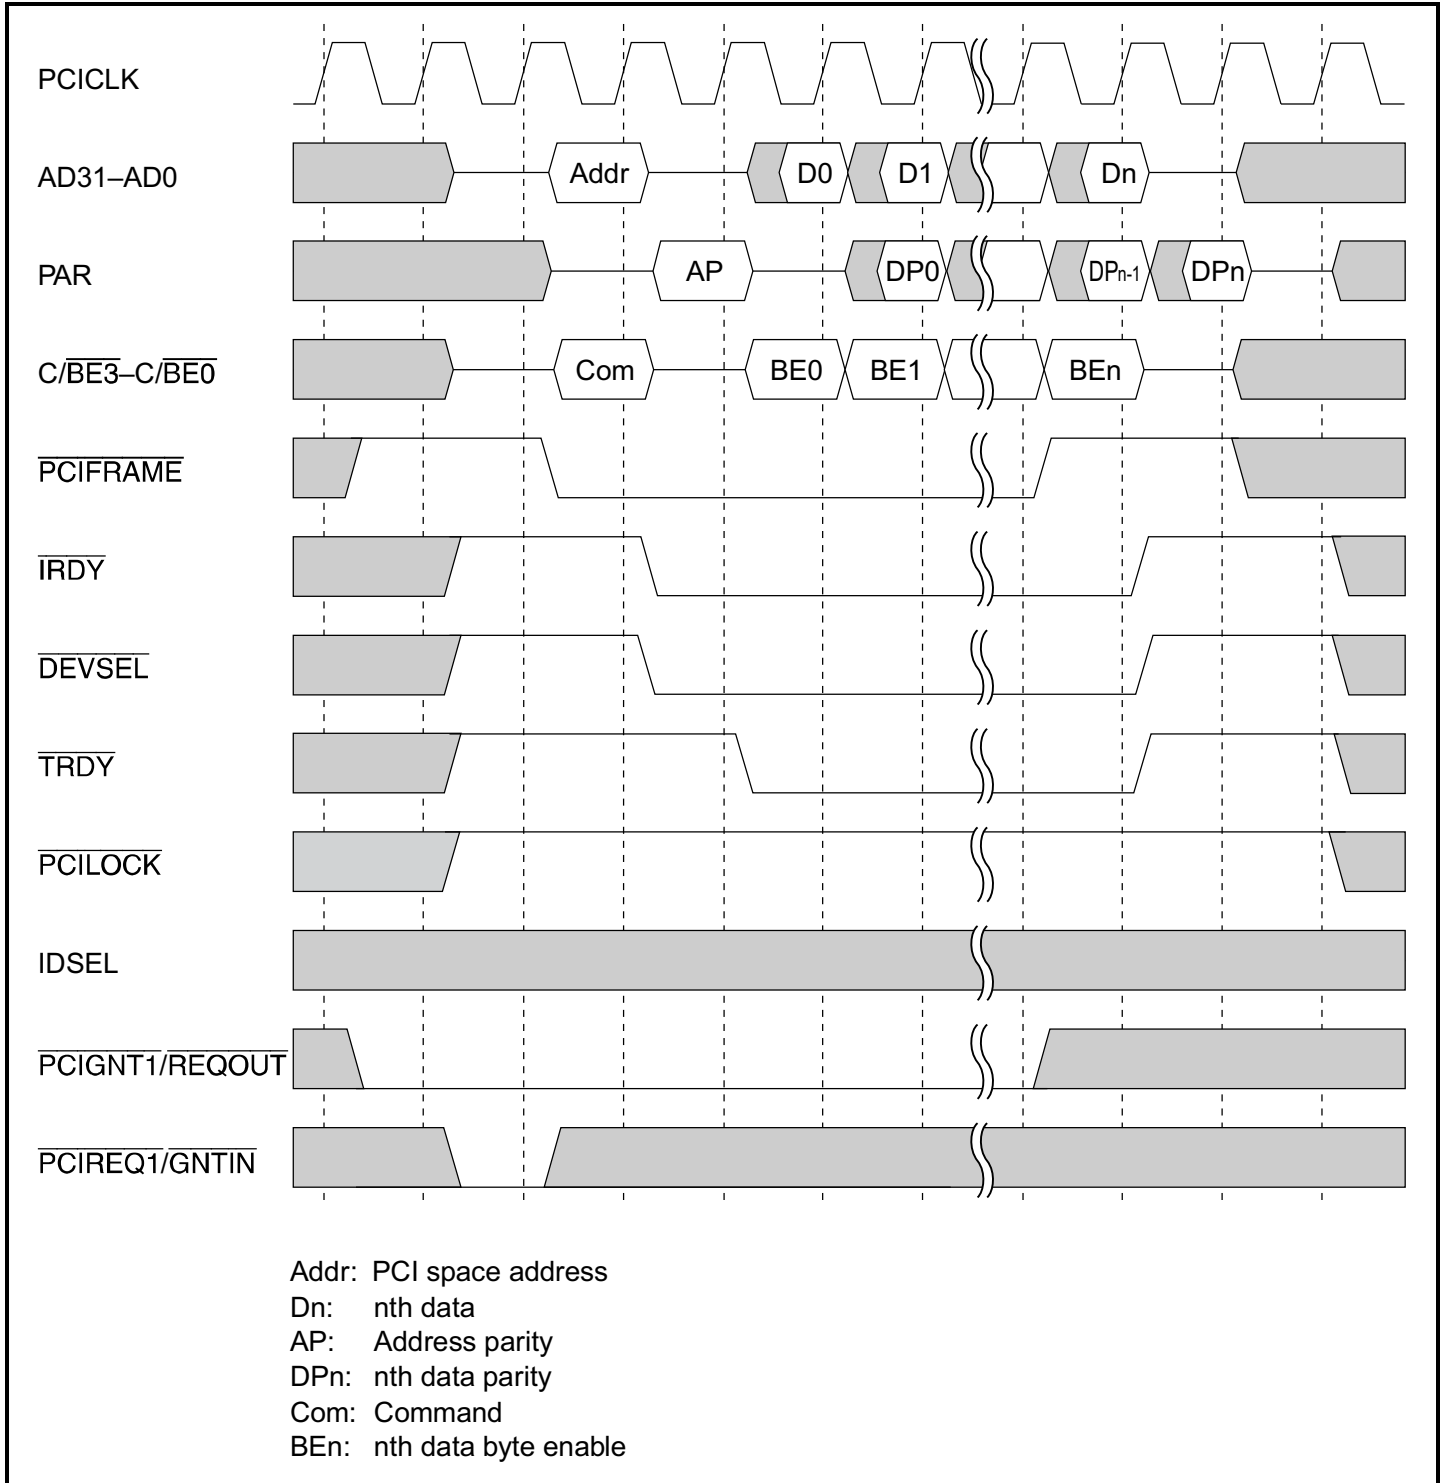 PCICLK
AD31–AD0 Addr D0 D1 Dn
PAR AP DP0 DPn-1 DPn
C/BE3–C/BE0 Com BE0 BE1 BEn
PCIFRAME
IRDY
DEVSEL
TRDY
PCILOCK
IDSEL
PCIGNT1/REQOUT
PCIREQ1/GNTIN
Addr: PCI space address
Dn: nth data
AP: Address parity
DPn: nth data parity
Com: Command
BEn: nth data byte enable